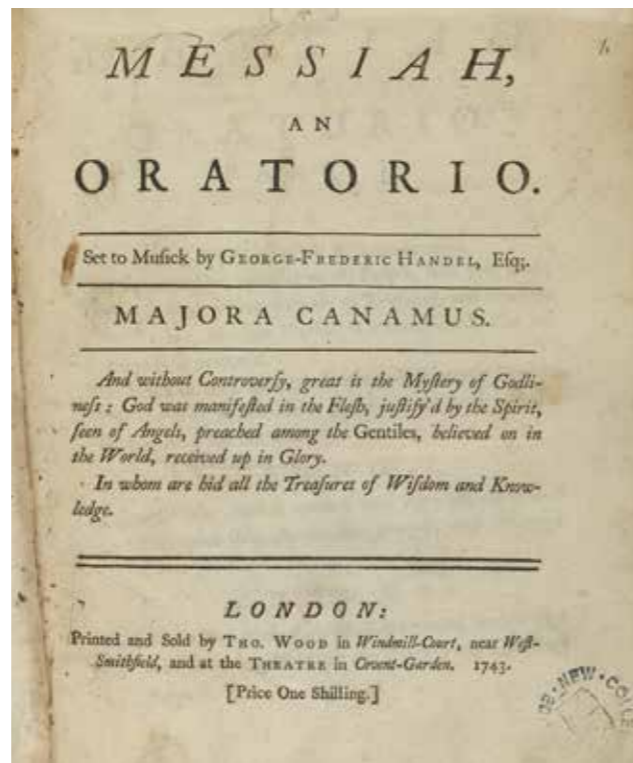 MESSIAH,
AN
ORATORIO.
Set to Muſick by GEORGE-FREDERIC HANDEL, Eſq;.
MAJORA CANAMUS.
And without Controverſy, great is the Myſtery of Godli-
neſs: God was manifeſted in the Fleſh, juſtify'd by the Spirit,
ſeen of Angels, preached among the Gentiles, believed on in
the World, received up in Glory.
In whom are hid all the Treaſures of Wiſdom and Know-
ledge.
LONDON:
Printed and Sold by THO. WOOD in Windmill-Court, near Weſt-
Smithfield, and at the THEATRE in Covent-Garden. 1743.
[Price One Shilling.]
NEW